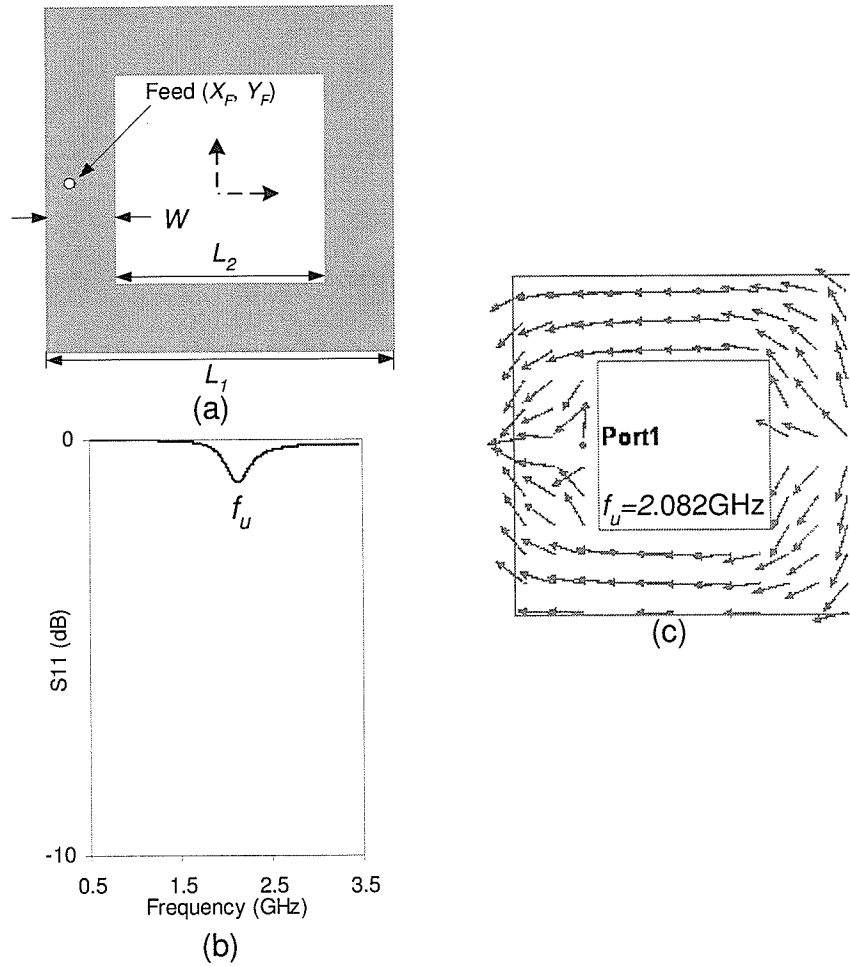 Feed (X_F, Y_F)
W
L_2
L_1
(a)
0
f_u
S11 (dB)
-10
0.5 1.5 2.5 3.5
Frequency (GHz)
(b)
Port1
f_u=2.082GHz
(c)